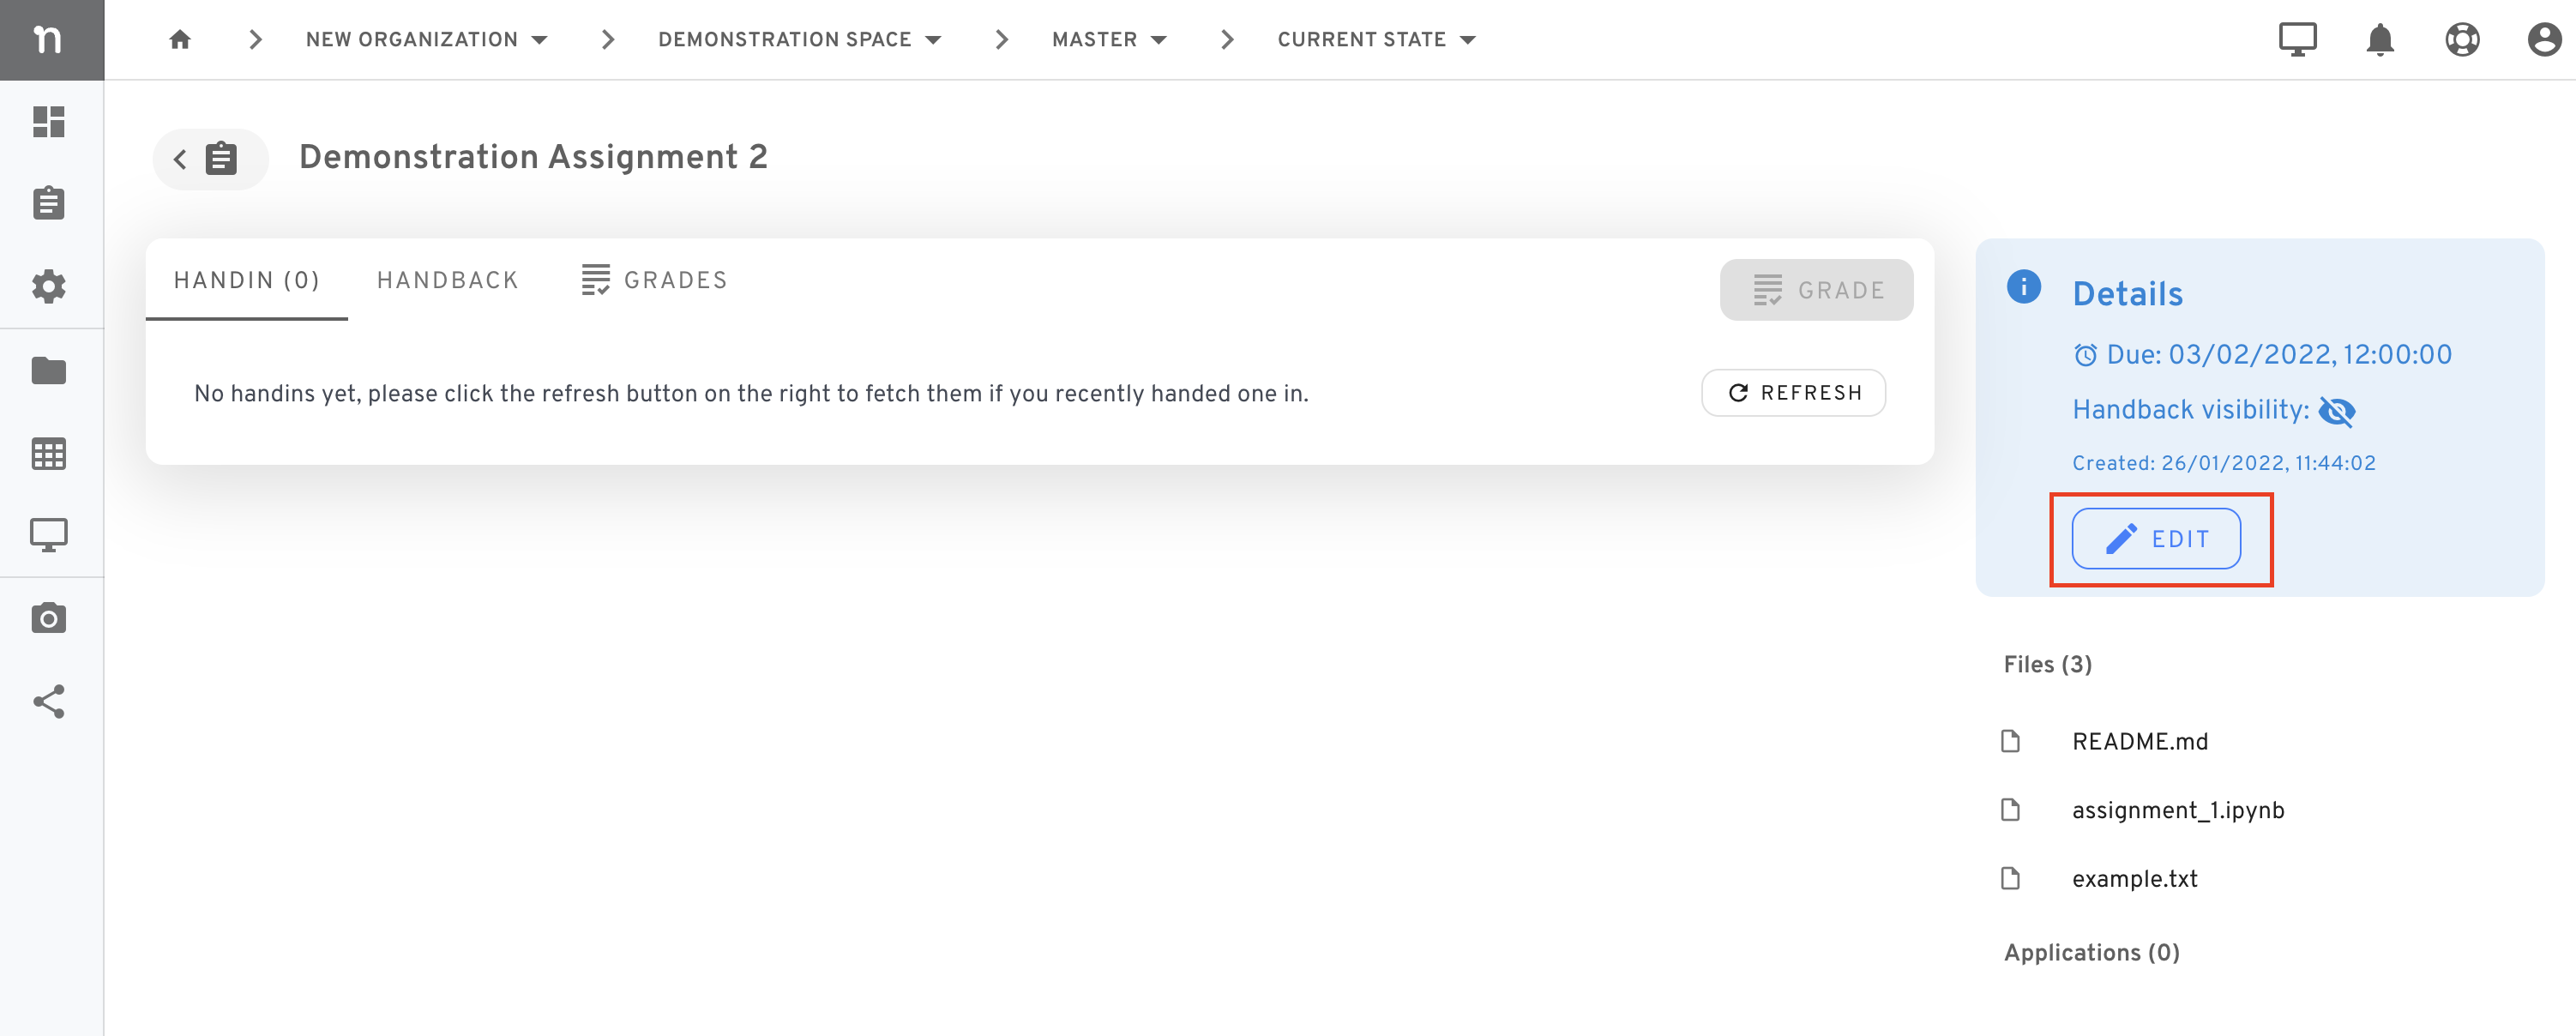 n
NEW ORGANIZATION DEMONSTRATION SPACE MASTER CURRENT STATE
Demonstration Assignment 2
HANDIN (0) HANDBACK GRADES
GRADE
No handins yet, please click the refresh button on the right to fetch them if you recently handed one in.
REFRESH
Details
Due: 03/02/2022, 12:00:00
Handback visibility:
Created: 26/01/2022, 11:44:02
EDIT
Files (3)
README.md
assignment_1.ipynb
example.txt
Applications (0)